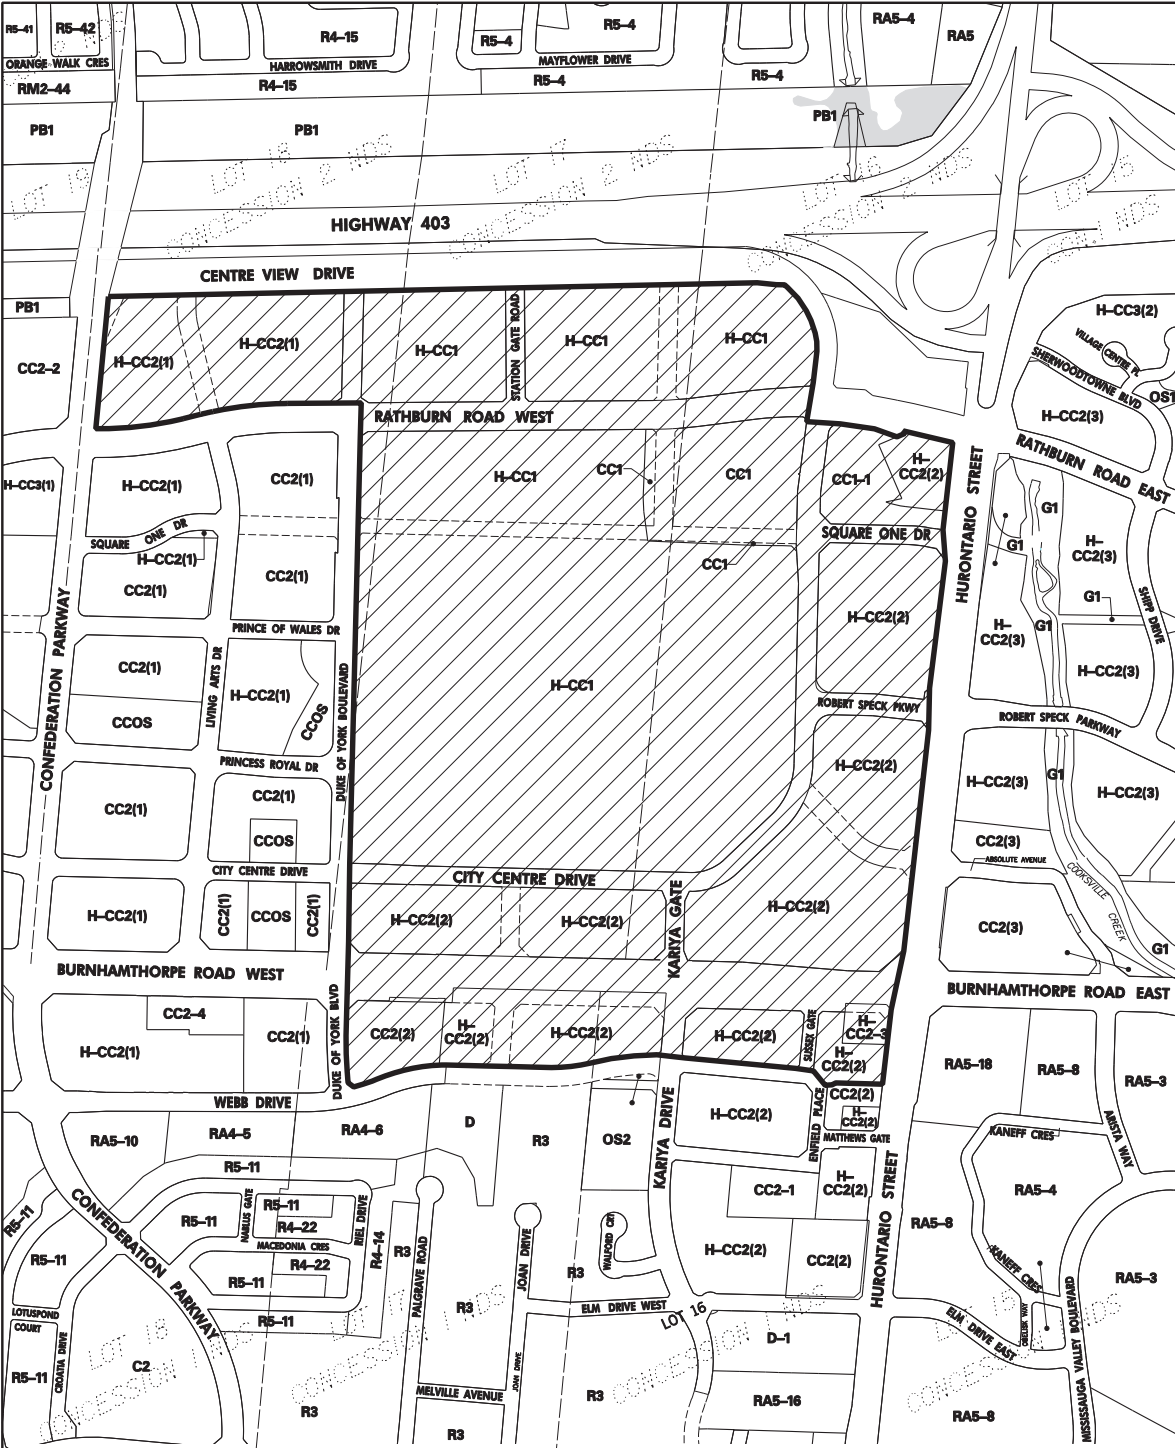 R5–41
R5–42
R4–15
R5–4
R5–4
RA5–4
RA5
ORANGE WALK CRES
HARROWSMITH DRIVE
MAYFLOWER DRIVE
RM2–44
R4–15
R5–4
R5–4
PB1
PB1
PB1
LOT 19
LOT 18
CONCESSION 2 NDS
LOT 17
CONCESSION 2 NDS
LOT 16
CONCESSION 2 NDS
LOT 15
CONCESSION 1 NDS
HIGHWAY 403
CENTRE VIEW DRIVE
PB1
CC2–2
H–CC2(1)
H–CC2(1)
H–CC1
STATION GATE ROAD
H–CC1
H–CC1
H–CC3(2)
VILLAGE CENTRE PL
SHERWOODTOWNE BLVD
OS1
H–CC2(3)
RATHBURN ROAD WEST
RATHBURN ROAD EAST
H–CC3(1)
H–CC2(1)
CC2(1)
H–CC1
CC1
CC1
CC1–1
H–
CC2(2)
HURONTARIO STREET
G1
G1
H–
CC2(3)
SQUARE ONE DR
H–CC2(1)
CC2(1)
CC2(1)
CC1
SQUARE ONE DR
H–CC2(2)
G1
SHIPP DRIVE
H–
CC2(3)
G1
PRINCE OF WALES DR
CC2(1)
CCOS
LIVING ARTS DR
H–CC2(1)
CCOS
DUKE OF YORK BOULEVARD
CONFEDERATION PARKWAY
H–CC1
H–CC2(3)
ROBERT SPECK PKWY
ROBERT SPECK PARKWAY
PRINCESS ROYAL DR
CC2(1)
CC2(1)
CCOS
H–CC2(2)
H–CC2(3)
G1
H–CC2(3)
CC2(3)
ABSOLUTE AVENUE
COOKSVILLE CREEK
CITY CENTRE DRIVE
CITY CENTRE DRIVE
KARIYA GATE
H–CC2(1)
CC2(1)
CCOS
CC2(1)
H–CC2(2)
H–CC2(2)
H–CC2(2)
CC2(3)
G1
BURNHAMTHORPE ROAD WEST
BURNHAMTHORPE ROAD EAST
CC2–4
H–CC2(1)
CC2(1)
DUKE OF YORK BLVD
CC2(2)
H–
CC2(2)
H–CC2(2)
H–CC2(2)
SUSSEX GATE
H–
CC2–3
H–
CC2(2)
RA5–18
RA5–8
RA5–3
WEBB DRIVE
CC2(2)
H–
CC2(2)
MATTHEWS GATE
ENFIELD PLACE
H–CC2(2)
KARIYA DRIVE
RA5–10
RA4–5
RA4–6
D
R3
OS2
KANEFF CRES
ARISTA WAY
R5–11
CC2–1
H–
CC2(2)
HURONTARIO STREET
RA5–4
R5–11
CONFEDERATION PARKWAY
R5–11
NABLUS GATE
R5–11
R4–22
RIEL DRIVE
R4–14
R3
PALGRAVE ROAD
JOAN DRIVE
R3
WALFORD CRT
H–CC2(2)
CC2(2)
RA5–8
KANEFF CRES
RA5–3
R5–11
MACEDONIA CRES
R4–22
R5–11
R5–11
LOTUSPOND
COURT
R3
ELM DRIVE WEST
LOT 16
ELM DRIVE EAST
OBELISK WAY
MISSISSAUGA VALLEY BOULEVARD
D–1
R5–11
CROATIA DRIVE
C2
LOT 18
LOT 17
CONCESSION 1 NDS
CONCESSION 1 NDS
CONCESSION 1 NDS
JOAN DRIVE
MELVILLE AVENUE
R3
R3
R3
RA5–16
RA5–8